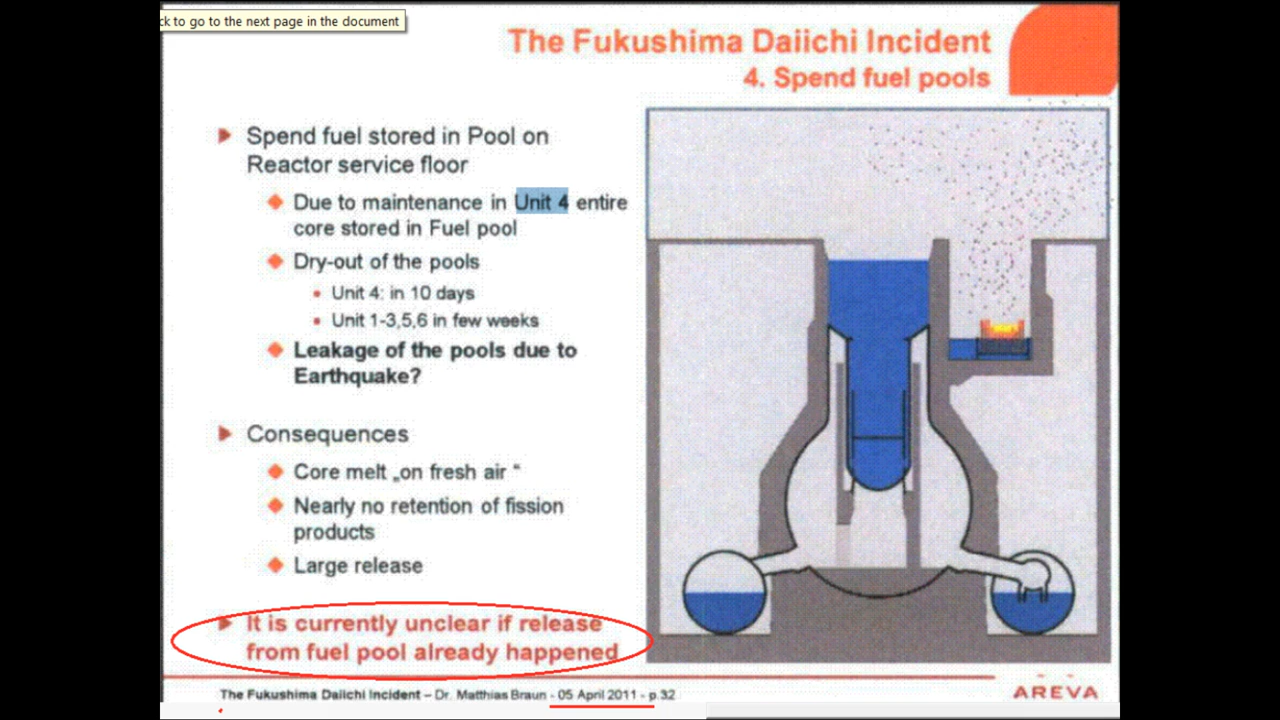 ck to go to the next page in the document
The Fukushima Daiichi Incident
4. Spend fuel pools
Spend fuel stored in Pool on
Reactor service floor
Due to maintenance in Unit 4 entire
core stored in Fuel pool
Dry-out of the pools
Unit 4: in 10 days
Unit 1-3,5,6 in few weeks
Leakage of the pools due to
Earthquake?
Consequences
Core melt „on fresh air “
Nearly no retention of fission
products
Large release
It is currently unclear if release
from fuel pool already happened
The Fukushima Daiichi Incident – Dr. Matthias Braun - 05 April 2011 - p.32
AREVA